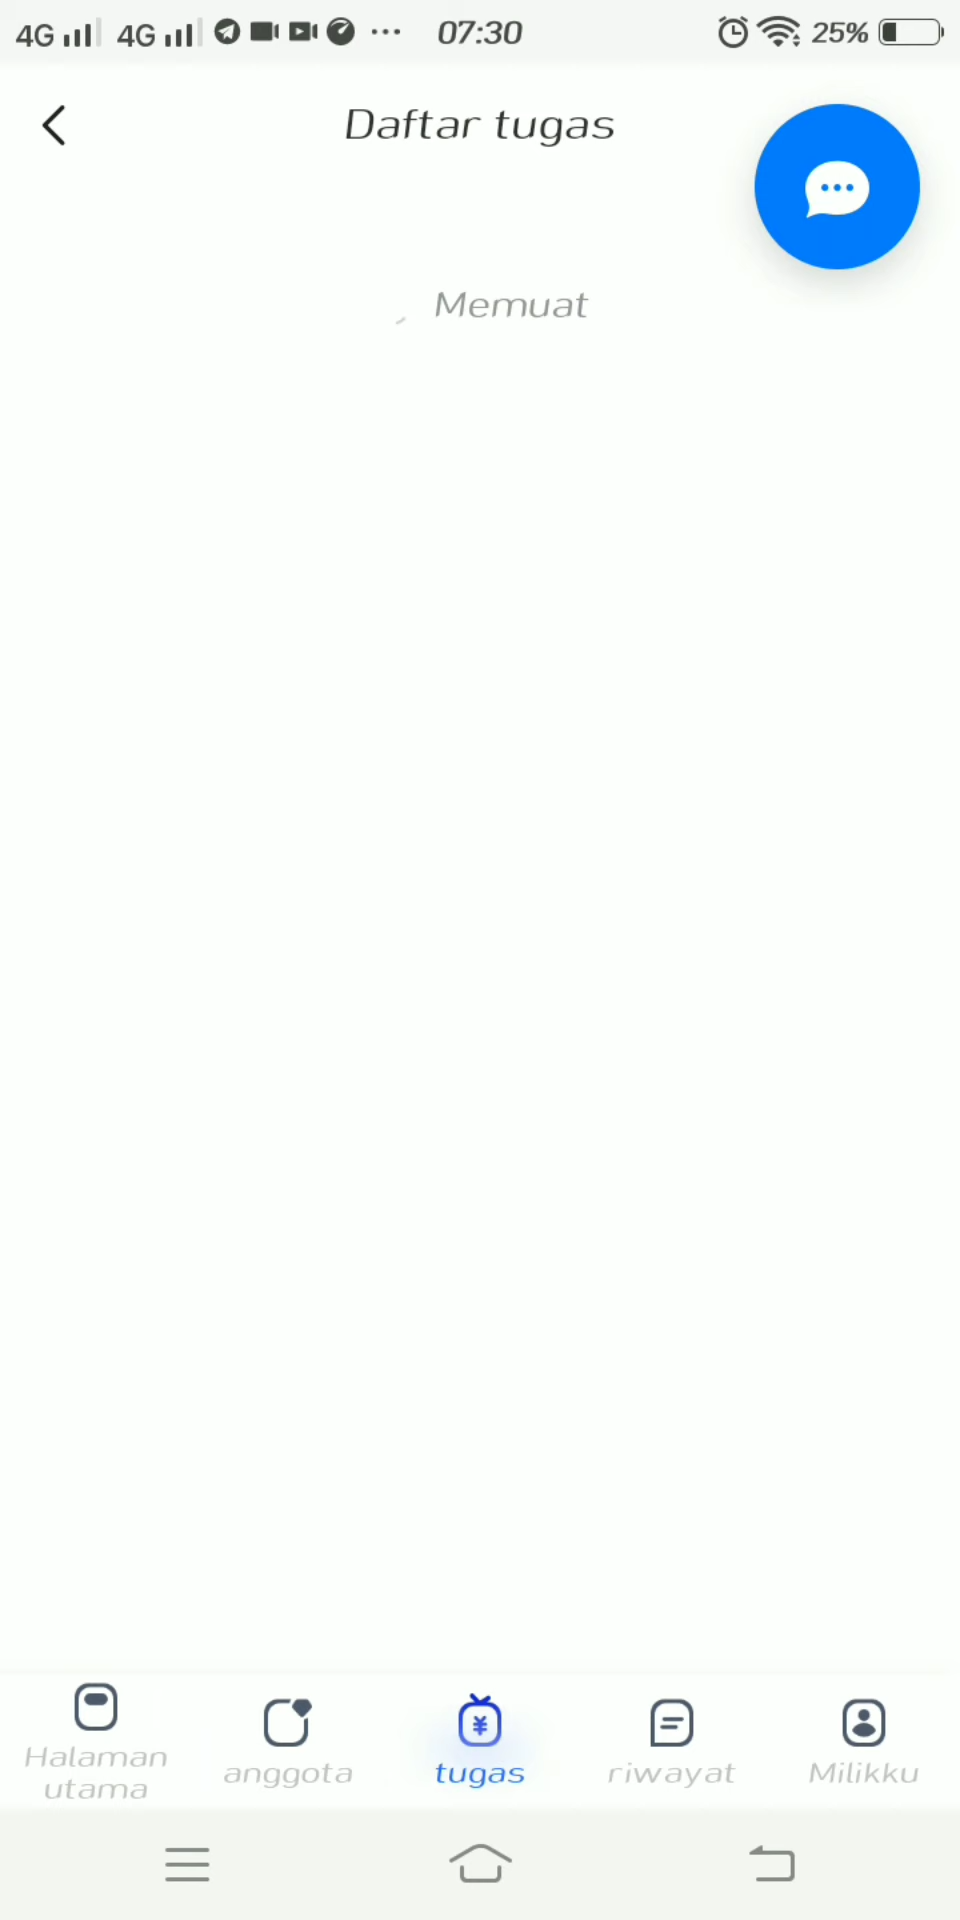 4G 4G 07:30 25%
Daftar tugas
Memuat
Halaman utama
anggota
tugas
riwayat
Milikku